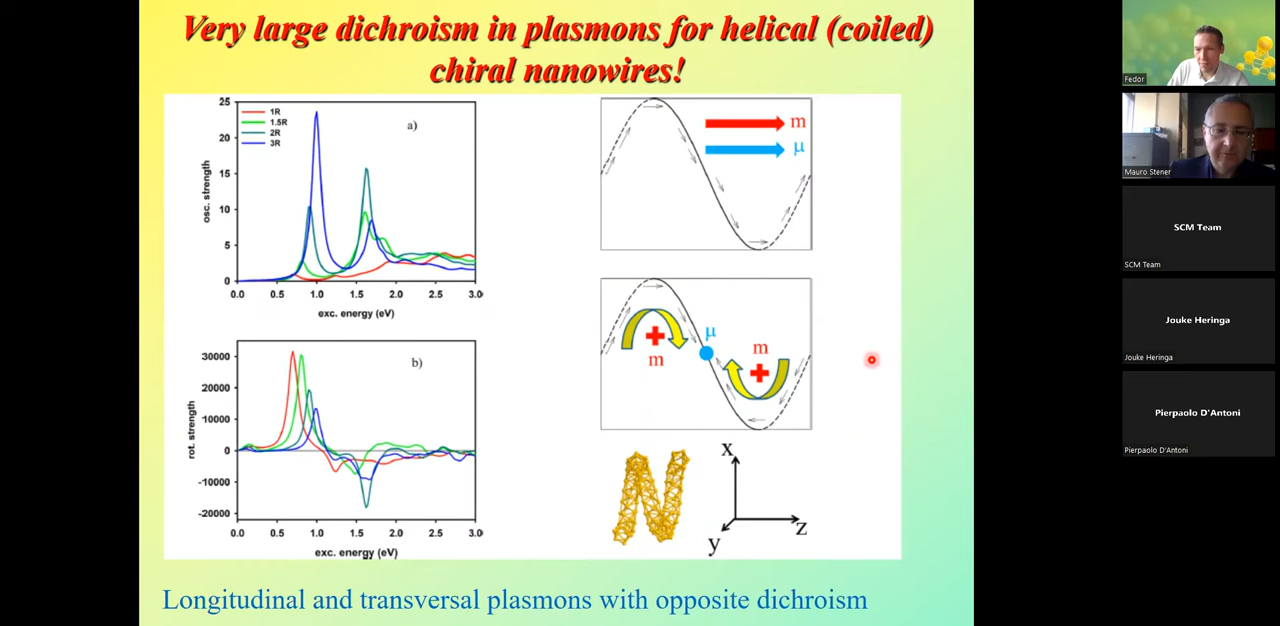 Very large dichroism in plasmons for helical (coiled)
chiral nanowires!
25
20
15
10
5
0
osc. strength
1R
1.5R
2R
3R
a)
0.0 0.5 1.0 1.5 2.0 2.5 3.0
exc. energy (eV)
30000
20000
10000
0
-10000
-20000
rot. strength
b)
0.0 0.5 1.0 1.5 2.0 2.5 3.0
exc. energy (eV)
m
μ
m
μ
m
X
y
Z
Longitudinal and transversal plasmons with opposite dichroism
Fedor
Mauro Stener
SCM Team
SCM Team
Jouke Heringa
Jouke Heringa
Pierpaolo D'Antoni
Pierpaolo D'Antoni